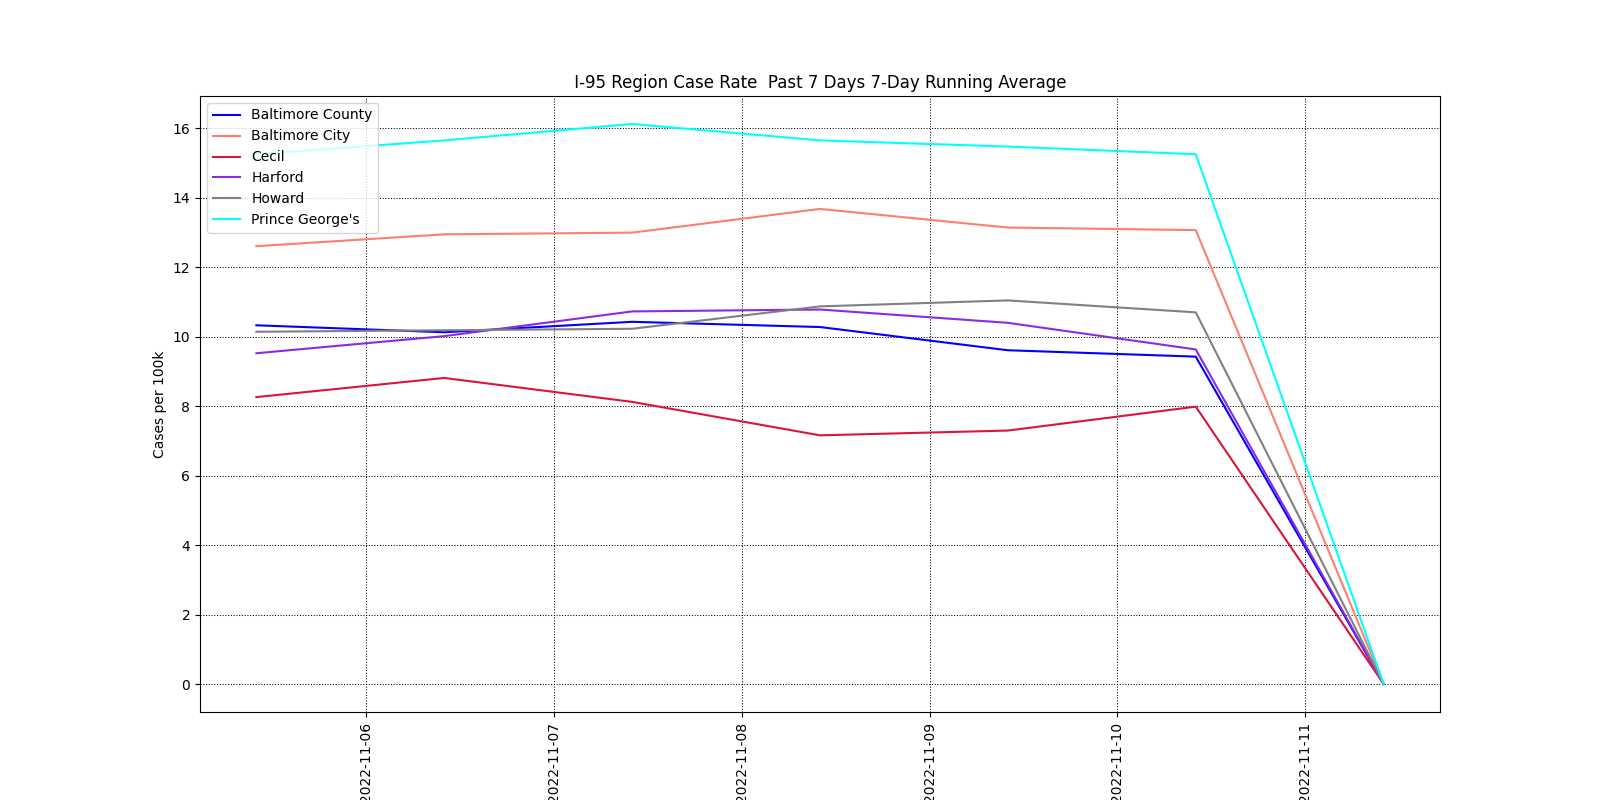 I-95 Region Case Rate  Past 7 Days 7-Day Running Average
Baltimore County
Baltimore City
Cecil
Harford
Howard
Prince George's
16
14
12
10
8
6
4
2
0
Cases per 100k
2022-11-06
2022-11-07
2022-11-08
2022-11-09
2022-11-10
2022-11-11